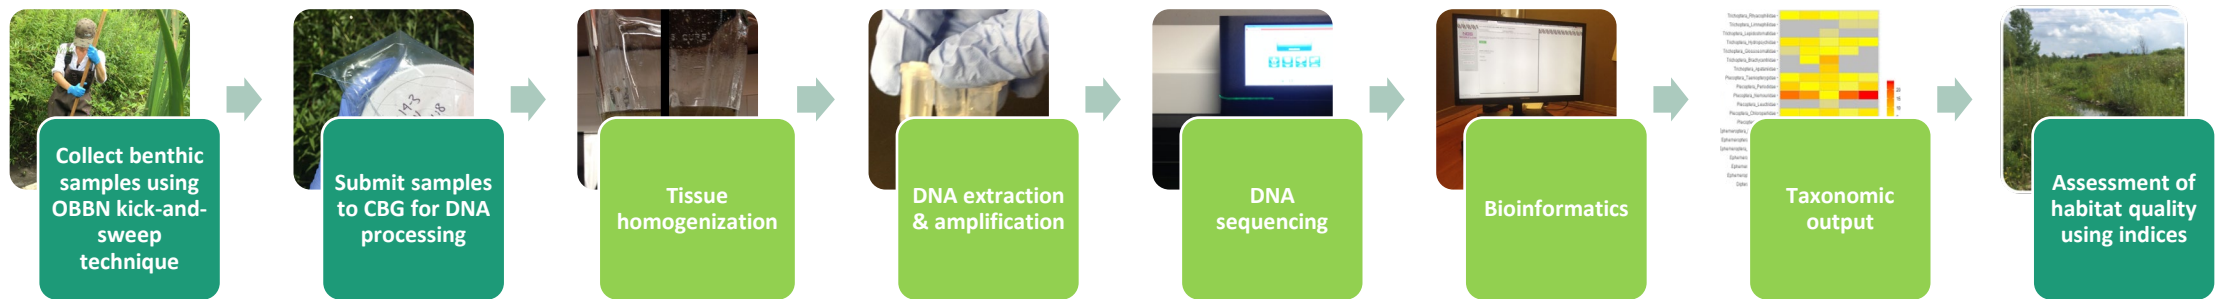 Collect benthic
samples using
OBBN kick-and-
sweep
technique
Submit samples
to CBG for DNA
processing
Tissue
homogenization
DNA extraction
& amplification
DNA
sequencing
Bioinformatics
Taxonomic
output
Assessment of
habitat quality
using indices